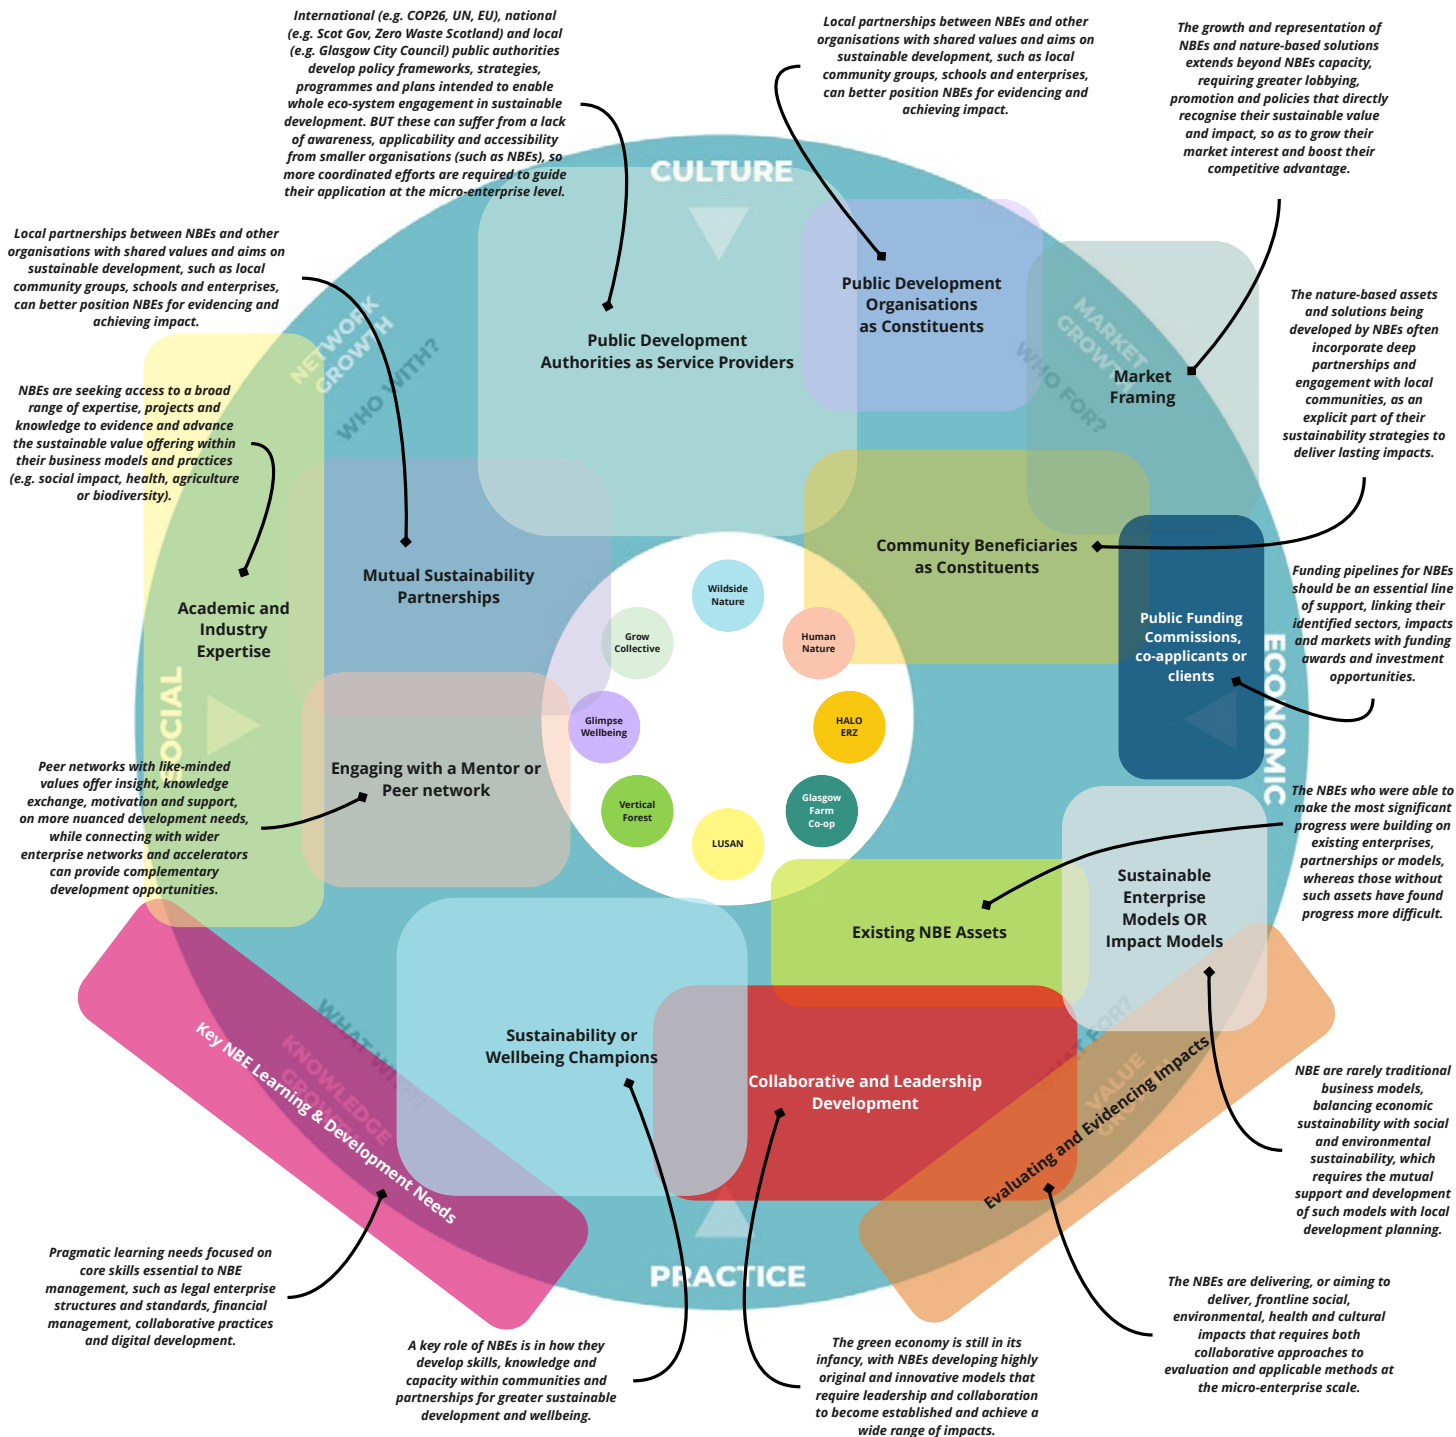 International (e.g. COP26, UN, EU), national
(e.g. Scot Gov, Zero Waste Scotland) and local
(e.g. Glasgow City Council) public authorities
develop policy frameworks, strategies,
programmes and plans intended to enable
whole eco-system engagement in sustainable
development. BUT these can suffer from a lack
of awareness, applicability and accessibility
from smaller organisations (such as NBEs), so
more coordinated efforts are required to guide
their application at the micro-enterprise level.
Local partnerships between NBEs and other
organisations with shared values and aims on
sustainable development, such as local
community groups, schools and enterprises,
can better position NBEs for evidencing and
achieving impact.
The growth and representation of
NBEs and nature-based solutions
extends beyond NBEs capacity,
requiring greater lobbying,
promotion and policies that directly
recognise their sustainable value
and impact, so as to grow their
market interest and boost their
competitive advantage.
CULTURE
Local partnerships between NBEs and other
organisations with shared values and aims on
sustainable development, such as local
community groups, schools and enterprises,
can better position NBEs for evidencing and
achieving impact.
Public Development
Organisations
as Constituents
The nature-based assets
and solutions being
developed by NBEs often
incorporate deep
partnerships and
engagement with local
communities, as an
explicit part of their
sustainability strategies to
deliver lasting impacts.
NETWORK
GROWTH
WHO WITH?
Public Development
Authorities as Service Providers
MARKET
GROWTH
WHO FOR?
Market
Framing
NBEs are seeking access to a broad
range of expertise, projects and
knowledge to evidence and advance
the sustainable value offering within
their business models and practices
(e.g. social impact, health, agriculture
or biodiversity).
Mutual Sustainability
Partnerships
Community Beneficiaries
as Constituents
Academic and
Industry
Expertise
Wildside
Nature
Grow
Collective
Human
Nature
Glimpse
Wellbeing
HALO
ERZ
Vertical
Forest
Glasgow
Farm
Co-op
LUSAN
Public Funding
Commissions,
co-applicants or
clients
Funding pipelines for NBEs
should be an essential line
of support, linking their
identified sectors, impacts
and markets with funding
awards and investment
opportunities.
SOCIAL
ECONOMIC
Engaging with a Mentor or
Peer network
Peer networks with like-minded
values offer insight, knowledge
exchange, motivation and support,
on more nuanced development needs,
while connecting with wider
enterprise networks and accelerators
can provide complementary
development opportunities.
The NBEs who were able to
make the most significant
progress were building on
existing enterprises,
partnerships or models,
whereas those without
such assets have found
progress more difficult.
Sustainable
Enterprise
Models OR
Impact Models
Existing NBE Assets
Sustainability or
Wellbeing Champions
Collaborative and Leadership
Development
WHAT
KNOWLEDGE
Key NBE Learning & Development Needs
FOR?
VALUE
Evaluating and Evidencing Impacts
NBE are rarely traditional
business models,
balancing economic
sustainability with social
and environmental
sustainability, which
requires the mutual
support and development
of such models with local
development planning.
PRACTICE
Pragmatic learning needs focused on
core skills essential to NBE
management, such as legal enterprise
structures and standards, financial
management, collaborative practices
and digital development.
A key role of NBEs is in how they
develop skills, knowledge and
capacity within communities and
partnerships for greater sustainable
development and wellbeing.
The green economy is still in its
infancy, with NBEs developing highly
original and innovative models that
require leadership and collaboration
to become established and achieve a
wide range of impacts.
The NBEs are delivering, or aiming to
deliver, frontline social,
environmental, health and cultural
impacts that requires both
collaborative approaches to
evaluation and applicable methods at
the micro-enterprise scale.